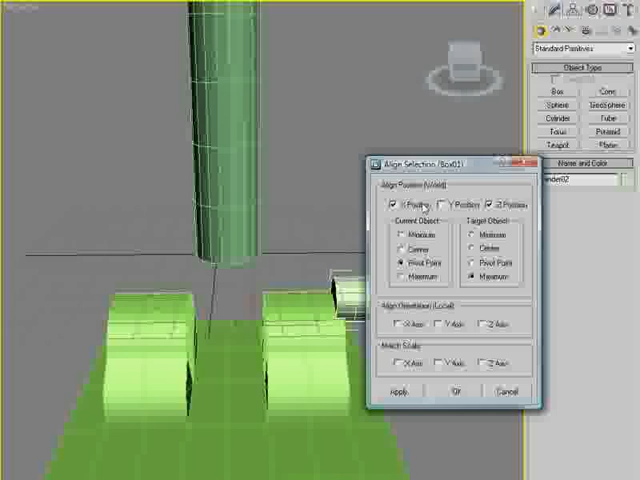 Standard Primitives
Object Type
Box
Cone
Sphere
GeoSphere
Cylinder
Tube
Torus
Pyramid
Teapot
Plane
Name and Color
Align Selection (Box01)
Align Position (World)
X Position Y Position Z Position
Current Object:
Target Object:
Minimum
Minimum
Center
Center
Pivot Point
Pivot Point
Maximum
Maximum
Align Orientation (Local)
X Axis Y Axis Z Axis
Match Scale:
X Axis Y Axis Z Axis
Apply OK Cancel